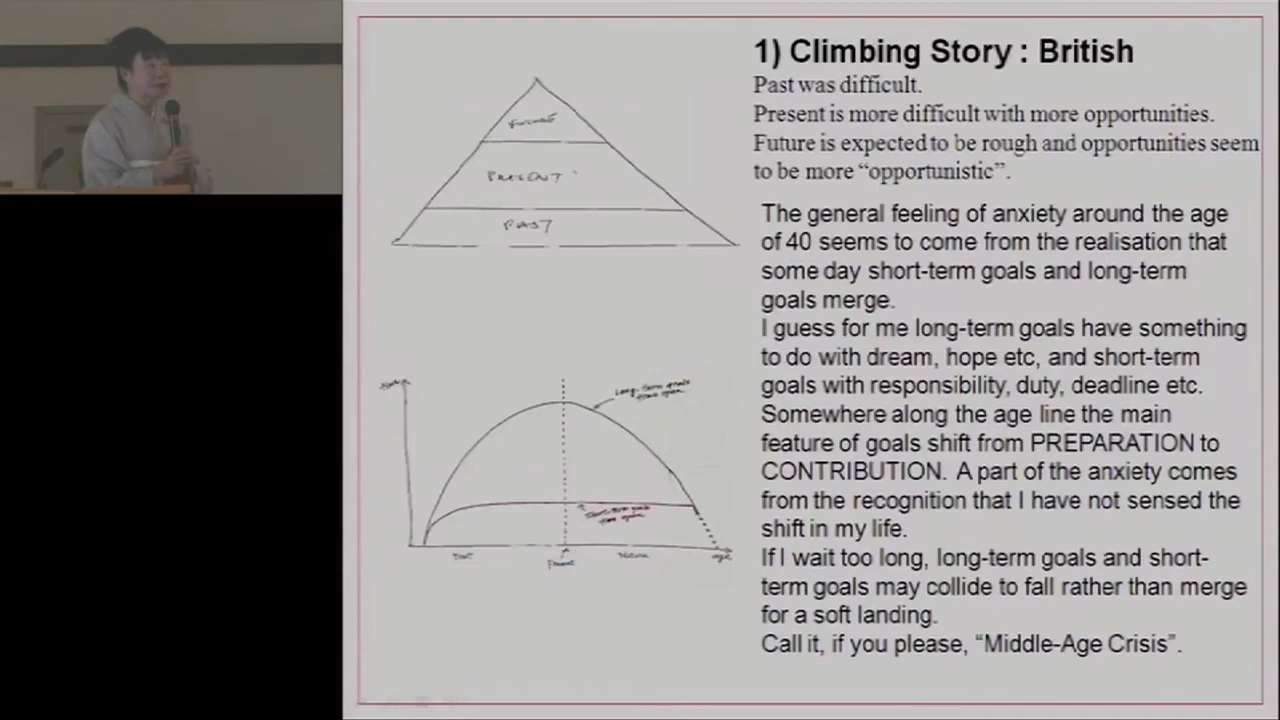 1) Climbing Story : British
Past was difficult.
Present is more difficult with more opportunities.
Future is expected to be rough and opportunities seem
to be more “opportunistic”.
The general feeling of anxiety around the age
of 40 seems to come from the realisation that
some day short-term goals and long-term
goals merge.
I guess for me long-term goals have something
to do with dream, hope etc, and short-term
goals with responsibility, duty, deadline etc.
Somewhere along the age line the main
feature of goals shift from PREPARATION to
CONTRIBUTION. A part of the anxiety comes
from the recognition that I have not sensed the
shift in my life.
If I wait too long, long-term goals and short-
term goals may collide to fall rather than merge
for a soft landing.
Call it, if you please, “Middle-Age Crisis”.
FUTURE
PRESENT
PAST
Long-term goals
Short-term goals
age